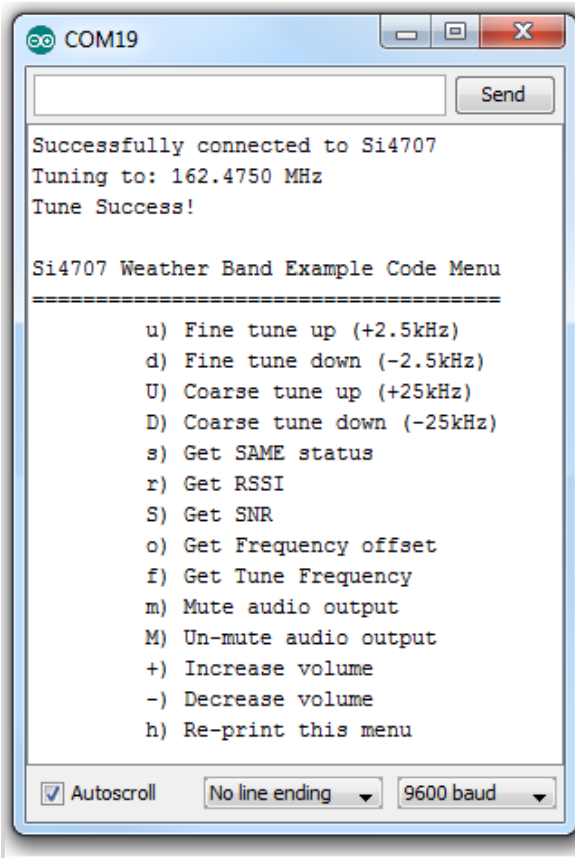 COM19
Send
Successfully connected to Si4707
Tuning to: 162.4750 MHz
Tune Success!
Si4707 Weather Band Example Code Menu
=====================================
u) Fine tune up (+2.5kHz)
d) Fine tune down (-2.5kHz)
U) Coarse tune up (+25kHz)
D) Coarse tune down (-25kHz)
s) Get SAME status
r) Get RSSI
S) Get SNR
o) Get Frequency offset
f) Get Tune Frequency
m) Mute audio output
M) Un-mute audio output
+) Increase volume
-) Decrease volume
h) Re-print this menu
Autoscroll No line ending 9600 baud